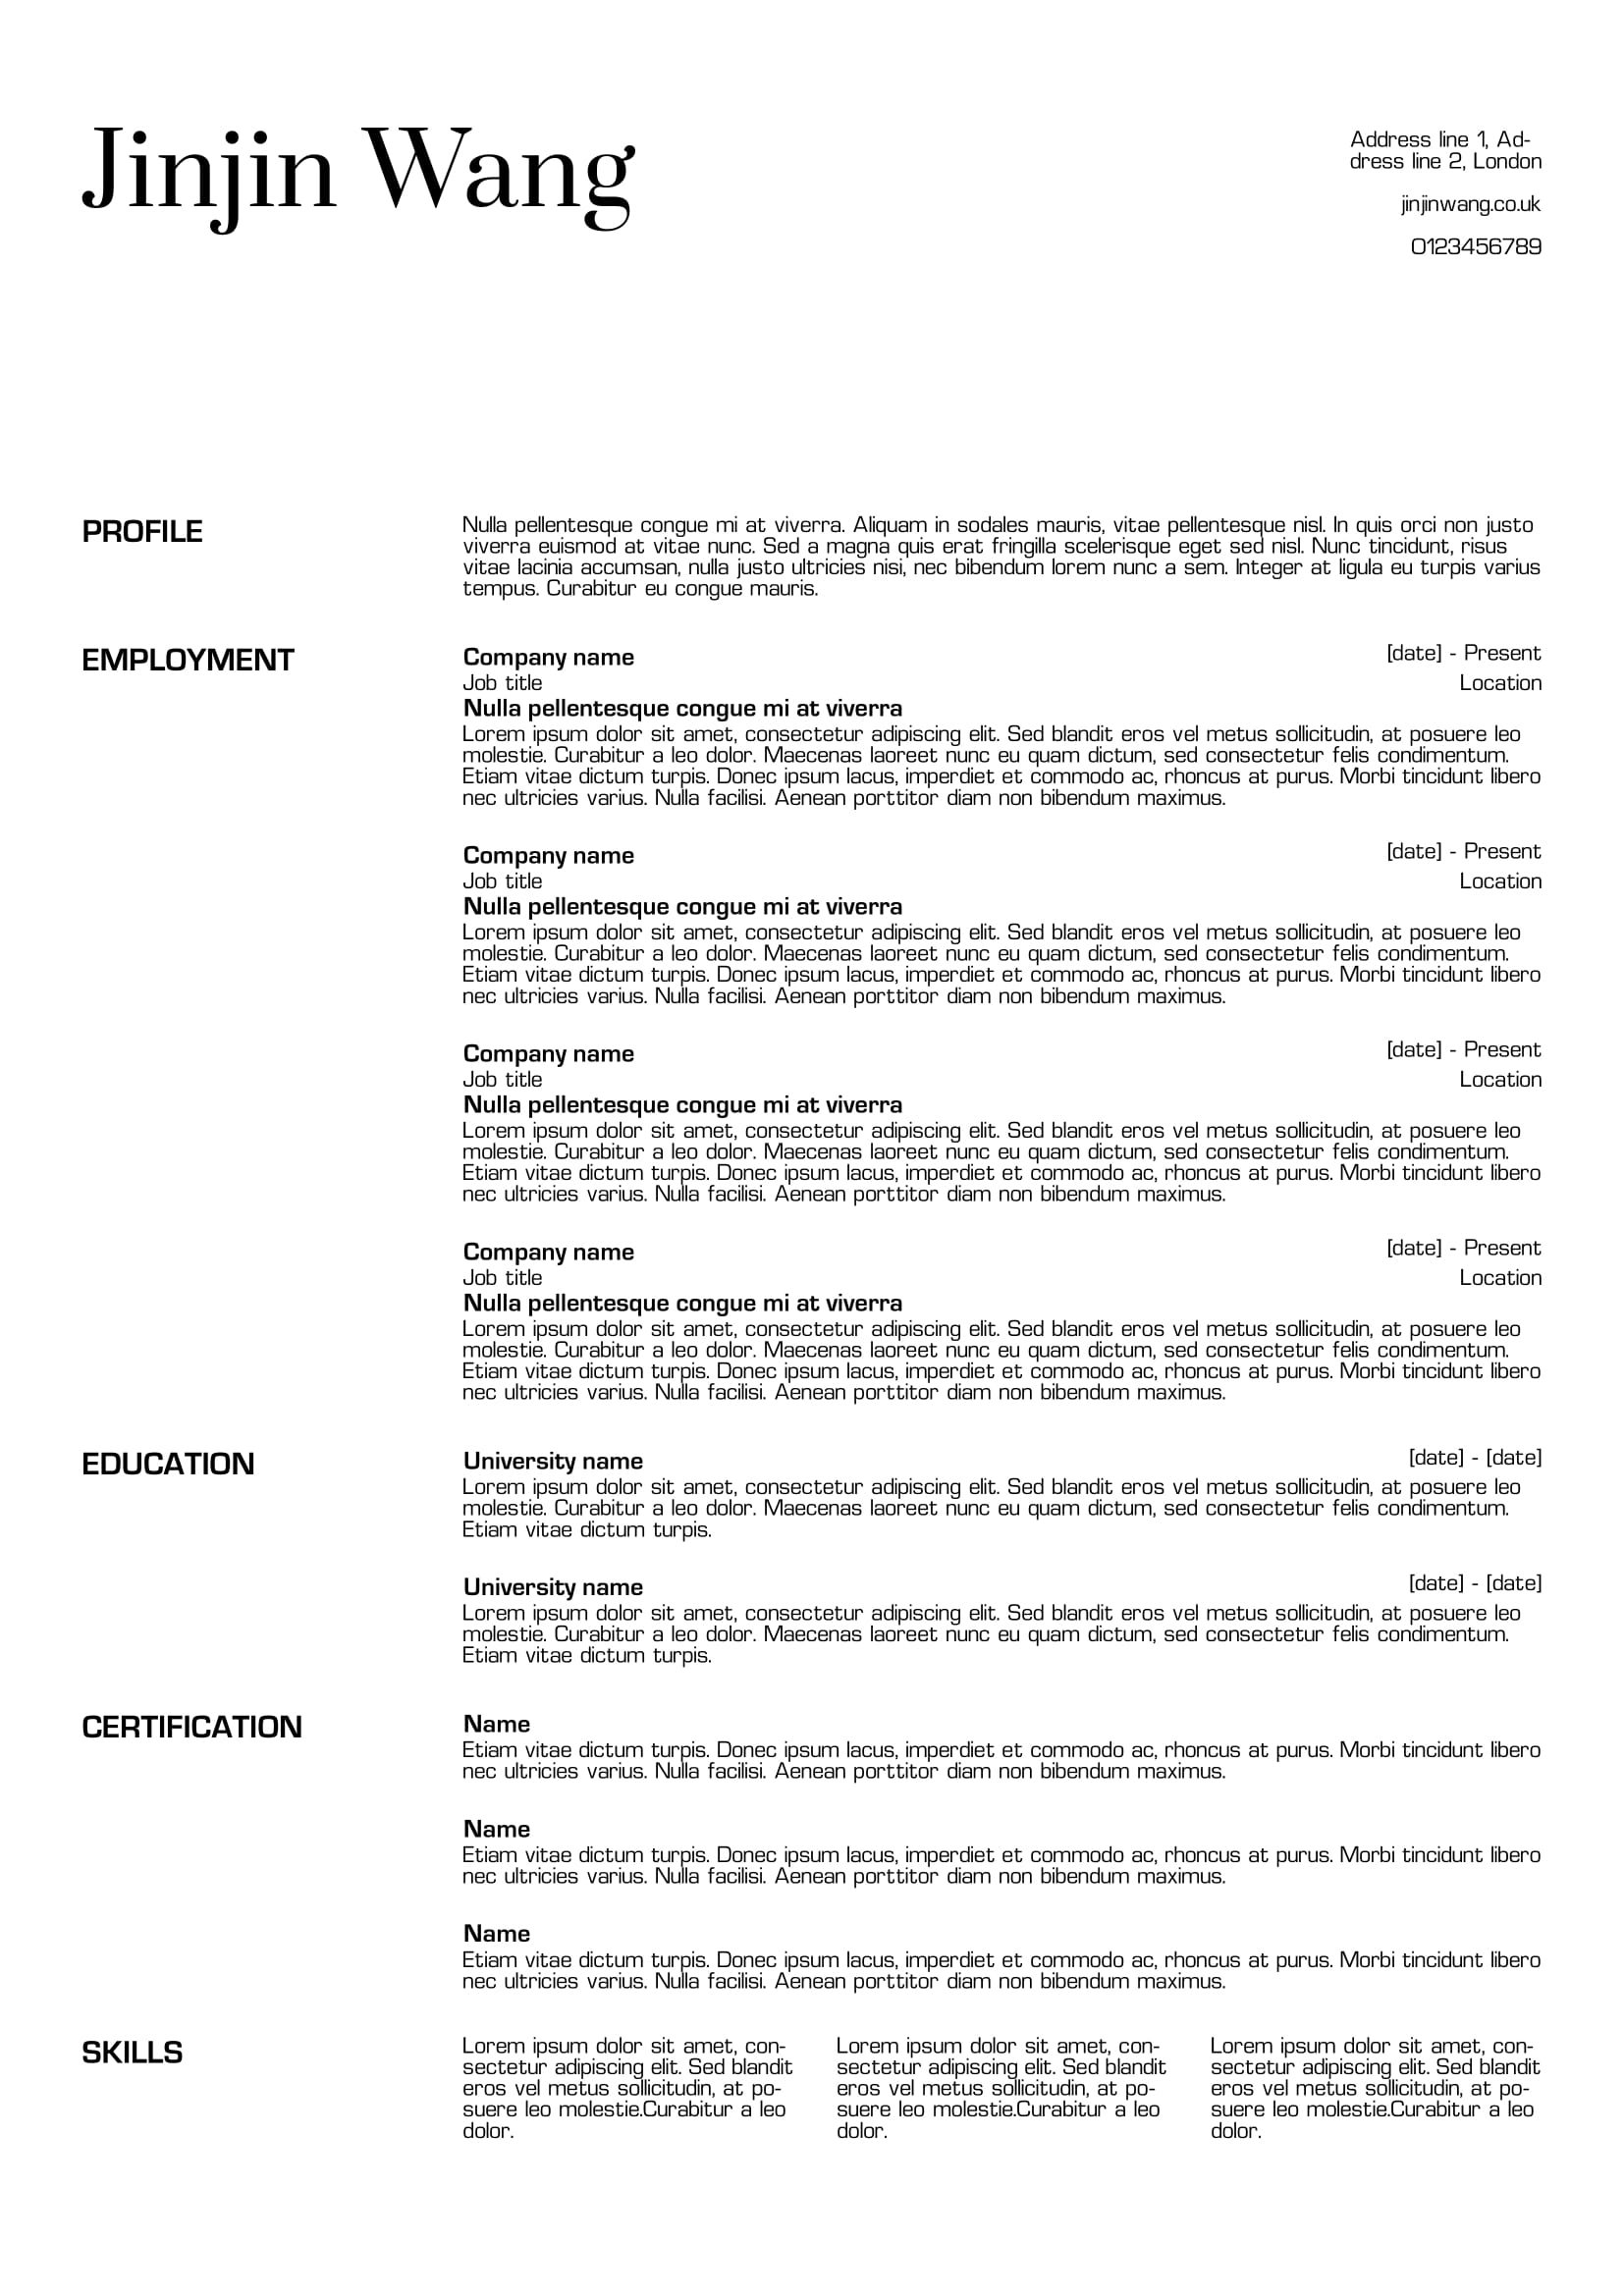 Jinjin Wang
Address line 1, Ad-
dress line 2, London
jinjinwang.co.uk
0123456789
PROFILE
Nulla pellentesque congue mi at viverra. Aliquam in sodales mauris, vitae pellentesque nisl. In quis orci non justo
viverra euismod at vitae nunc. Sed a magna quis erat fringilla scelerisque eget sed nisl. Nunc tincidunt, risus
vitae lacinia accumsan, nulla justo ultricies nisi, nec bibendum lorem nunc a sem. Integer at ligula eu turpis varius
tempus. Curabitur eu congue mauris.
EMPLOYMENT
Company name [date] - Present
Job title Location
Nulla pellentesque congue mi at viverra
Lorem ipsum dolor sit amet, consectetur adipiscing elit. Sed blandit eros vel metus sollicitudin, at posuere leo
molestie. Curabitur a leo dolor. Maecenas laoreet nunc eu quam dictum, sed consectetur felis condimentum.
Etiam vitae dictum turpis. Donec ipsum lacus, imperdiet et commodo ac, rhoncus at purus. Morbi tincidunt libero
nec ultricies varius. Nulla facilisi. Aenean porttitor diam non bibendum maximus.
Company name [date] - Present
Job title Location
Nulla pellentesque congue mi at viverra
Lorem ipsum dolor sit amet, consectetur adipiscing elit. Sed blandit eros vel metus sollicitudin, at posuere leo
molestie. Curabitur a leo dolor. Maecenas laoreet nunc eu quam dictum, sed consectetur felis condimentum.
Etiam vitae dictum turpis. Donec ipsum lacus, imperdiet et commodo ac, rhoncus at purus. Morbi tincidunt libero
nec ultricies varius. Nulla facilisi. Aenean porttitor diam non bibendum maximus.
Company name [date] - Present
Job title Location
Nulla pellentesque congue mi at viverra
Lorem ipsum dolor sit amet, consectetur adipiscing elit. Sed blandit eros vel metus sollicitudin, at posuere leo
molestie. Curabitur a leo dolor. Maecenas laoreet nunc eu quam dictum, sed consectetur felis condimentum.
Etiam vitae dictum turpis. Donec ipsum lacus, imperdiet et commodo ac, rhoncus at purus. Morbi tincidunt libero
nec ultricies varius. Nulla facilisi. Aenean porttitor diam non bibendum maximus.
Company name [date] - Present
Job title Location
Nulla pellentesque congue mi at viverra
Lorem ipsum dolor sit amet, consectetur adipiscing elit. Sed blandit eros vel metus sollicitudin, at posuere leo
molestie. Curabitur a leo dolor. Maecenas laoreet nunc eu quam dictum, sed consectetur felis condimentum.
Etiam vitae dictum turpis. Donec ipsum lacus, imperdiet et commodo ac, rhoncus at purus. Morbi tincidunt libero
nec ultricies varius. Nulla facilisi. Aenean porttitor diam non bibendum maximus.
EDUCATION
University name [date] - [date]
Lorem ipsum dolor sit amet, consectetur adipiscing elit. Sed blandit eros vel metus sollicitudin, at posuere leo
molestie. Curabitur a leo dolor. Maecenas laoreet nunc eu quam dictum, sed consectetur felis condimentum.
Etiam vitae dictum turpis.
University name [date] - [date]
Lorem ipsum dolor sit amet, consectetur adipiscing elit. Sed blandit eros vel metus sollicitudin, at posuere leo
molestie. Curabitur a leo dolor. Maecenas laoreet nunc eu quam dictum, sed consectetur felis condimentum.
Etiam vitae dictum turpis.
CERTIFICATION
Name
Etiam vitae dictum turpis. Donec ipsum lacus, imperdiet et commodo ac, rhoncus at purus. Morbi tincidunt libero
nec ultricies varius. Nulla facilisi. Aenean porttitor diam non bibendum maximus.
Name
Etiam vitae dictum turpis. Donec ipsum lacus, imperdiet et commodo ac, rhoncus at purus. Morbi tincidunt libero
nec ultricies varius. Nulla facilisi. Aenean porttitor diam non bibendum maximus.
Name
Etiam vitae dictum turpis. Donec ipsum lacus, imperdiet et commodo ac, rhoncus at purus. Morbi tincidunt libero
nec ultricies varius. Nulla facilisi. Aenean porttitor diam non bibendum maximus.
SKILLS
Lorem ipsum dolor sit amet, con-
sectetur adipiscing elit. Sed blandit
eros vel metus sollicitudin, at po-
suere leo molestie.Curabitur a leo
dolor.
Lorem ipsum dolor sit amet, con-
sectetur adipiscing elit. Sed blandit
eros vel metus sollicitudin, at po-
suere leo molestie.Curabitur a leo
dolor.
Lorem ipsum dolor sit amet, con-
sectetur adipiscing elit. Sed blandit
eros vel metus sollicitudin, at po-
suere leo molestie.Curabitur a leo
dolor.